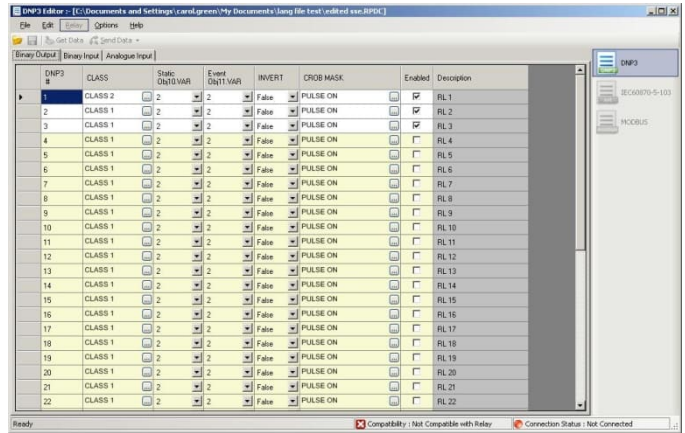 DNP3 Editor :- [C:\Documents and Settings\carol.green\My Documents\lang file test\edited sse.RPDC]
File Edit Relay Options Help
Get Data Send Data
Binary Output Binary Input Analogue Input
DNP3 # CLASS Static Obj10.VAR Event Obj11.VAR INVERT CROB MASK Enabled Description
1 CLASS 2 ... 2 2 False PULSE ON ... RL 1
2 CLASS 1 ... 2 2 False PULSE ON ... RL 2
3 CLASS 1 ... 2 2 False PULSE ON ... RL 3
4 CLASS 1 ... 2 2 False PULSE ON ... RL 4
5 CLASS 1 ... 2 2 False PULSE ON ... RL 5
6 CLASS 1 ... 2 2 False PULSE ON ... RL 6
7 CLASS 1 ... 2 2 False PULSE ON ... RL 7
8 CLASS 1 ... 2 2 False PULSE ON ... RL 8
9 CLASS 1 ... 2 2 False PULSE ON ... RL 9
10 CLASS 1 ... 2 2 False PULSE ON ... RL 10
11 CLASS 1 ... 2 2 False PULSE ON ... RL 11
12 CLASS 1 ... 2 2 False PULSE ON ... RL 12
13 CLASS 1 ... 2 2 False PULSE ON ... RL 13
14 CLASS 1 ... 2 2 False PULSE ON ... RL 14
15 CLASS 1 ... 2 2 False PULSE ON ... RL 15
16 CLASS 1 ... 2 2 False PULSE ON ... RL 16
17 CLASS 1 ... 2 2 False PULSE ON ... RL 17
18 CLASS 1 ... 2 2 False PULSE ON ... RL 18
19 CLASS 1 ... 2 2 False PULSE ON ... RL 19
20 CLASS 1 ... 2 2 False PULSE ON ... RL 20
21 CLASS 1 ... 2 2 False PULSE ON ... RL 21
22 CLASS 1 ... 2 2 False PULSE ON ... RL 22
DNP3
IEC60870-5-103
MODBUS
Ready Compatibility : Not Compatible with Relay Connection Status : Not Connected